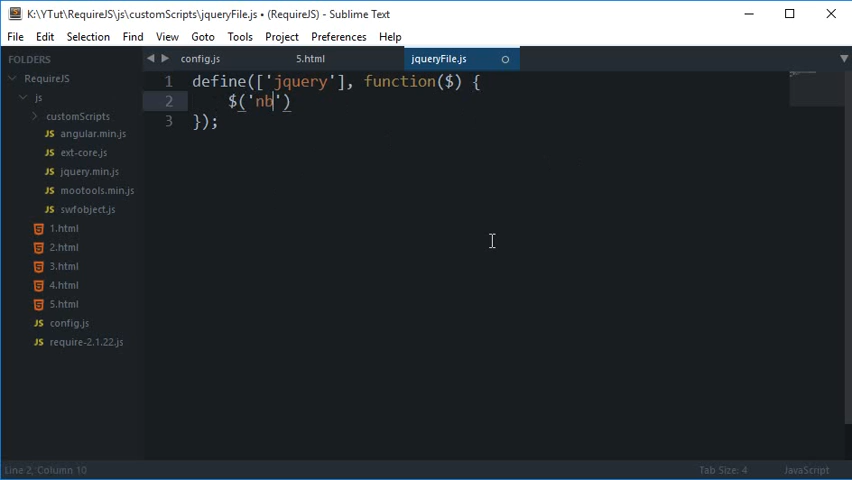 K:\YTut\RequireJS\js\customScripts\jqueryFile.js • (RequireJS) - Sublime Text
File Edit Selection Find View Goto Tools Project Preferences Help
FOLDERS
RequireJS
js
customScripts
angular.min.js
ext-core.js
jquery.min.js
mootools.min.js
swfobject.js
1.html
2.html
3.html
4.html
5.html
config.js
require-2.1.22.js
config.js 5.html jqueryFile.js
1 define(['jquery'], function($) {
2 $('nb')
3 });
Line 2, Column 10 Tab Size: 4 JavaScript